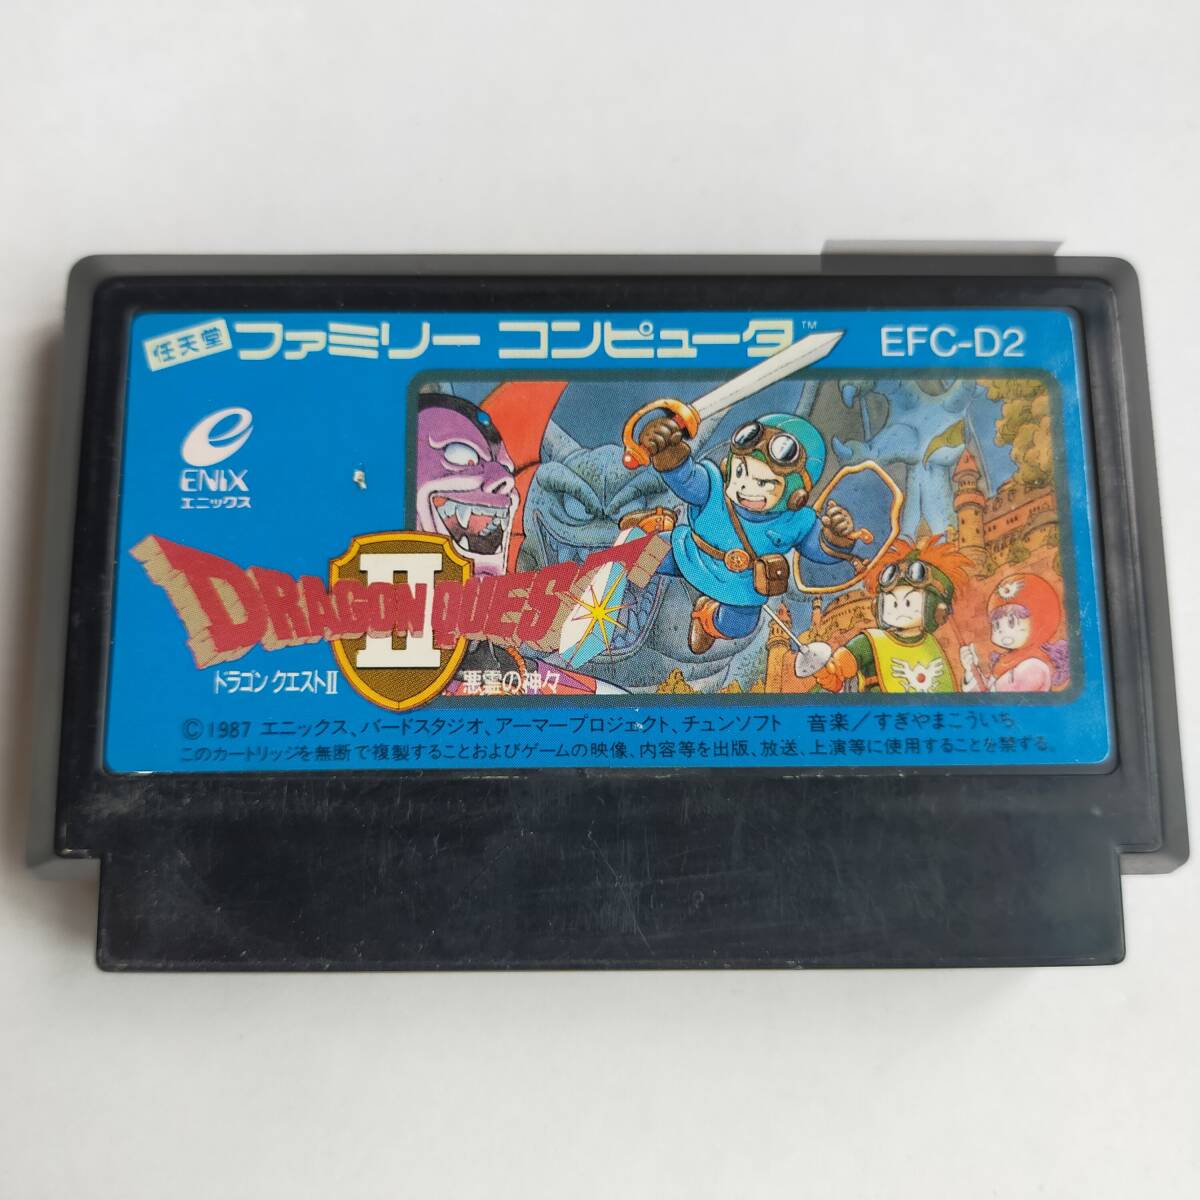 任天堂 ファミリー コンピュータ™ EFC-D2
e
ENIX
エニックス
DRAGON QUEST
II
ドラゴンクエストII 悪霊の神々
©1987 エニックス、バードスタジオ、アーマープロジェクト、チュンソフト 音楽/すぎやまこういち
このカートリッジを無断で複製することおよびゲームの映像、内容等を出版、放送、上演等に使用することを禁ずる。